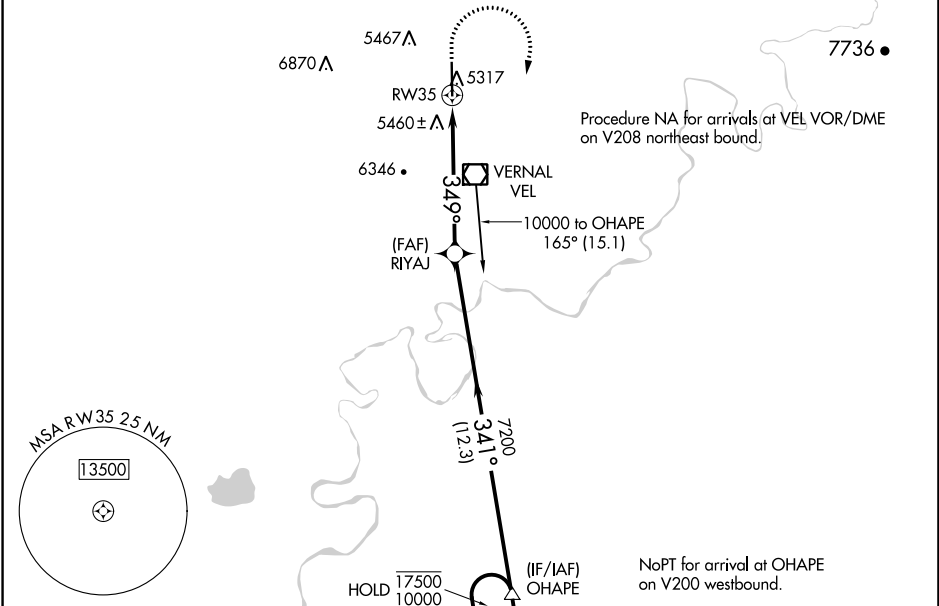 5467
6870
7736
5317
RW35
Procedure NA for arrivals at VEL VOR/DME
on V208 northeast bound.
5460 ±
6346
VERNAL
VEL
349°
10000 to OHAPE
165° (15.1)
(FAF)
RIYAJ
7200
341°
(12.3)
MSA RW35 25 NM
13500
(IF/IAF)
OHAPE
NoPT for arrival at OHAPE
on V200 westbound.
HOLD 17500
10000